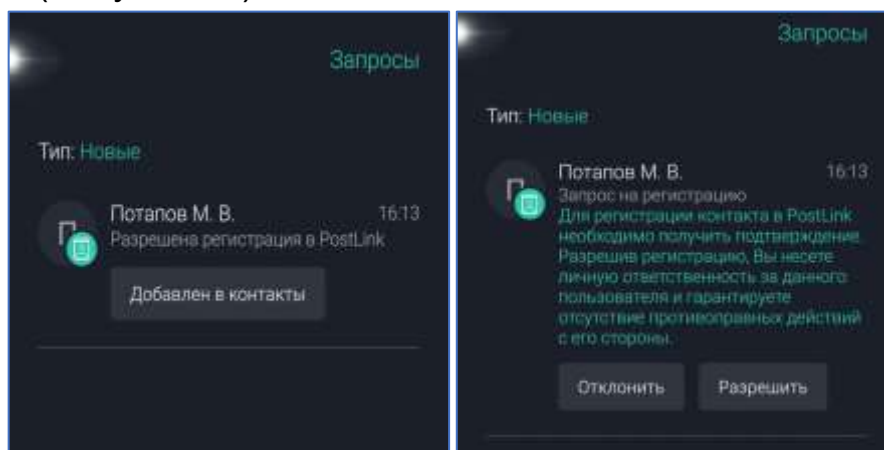 Запросы
Тип: Новые
П
Потапов М. В. 16:13
Разрешена регистрация в PostLink
Добавлен в контакты
Запросы
Тип: Новые
П
Потапов М. В. 16:13
Запрос на регистрацию
Для регистрации контакта в PostLink
необходимо получить подтверждение.
Разрешив регистрацию, Вы несете
личную ответственность за данного
пользователя и гарантируете
отсутствие противоправных действий
с его стороны.
Отклонить Разрешить